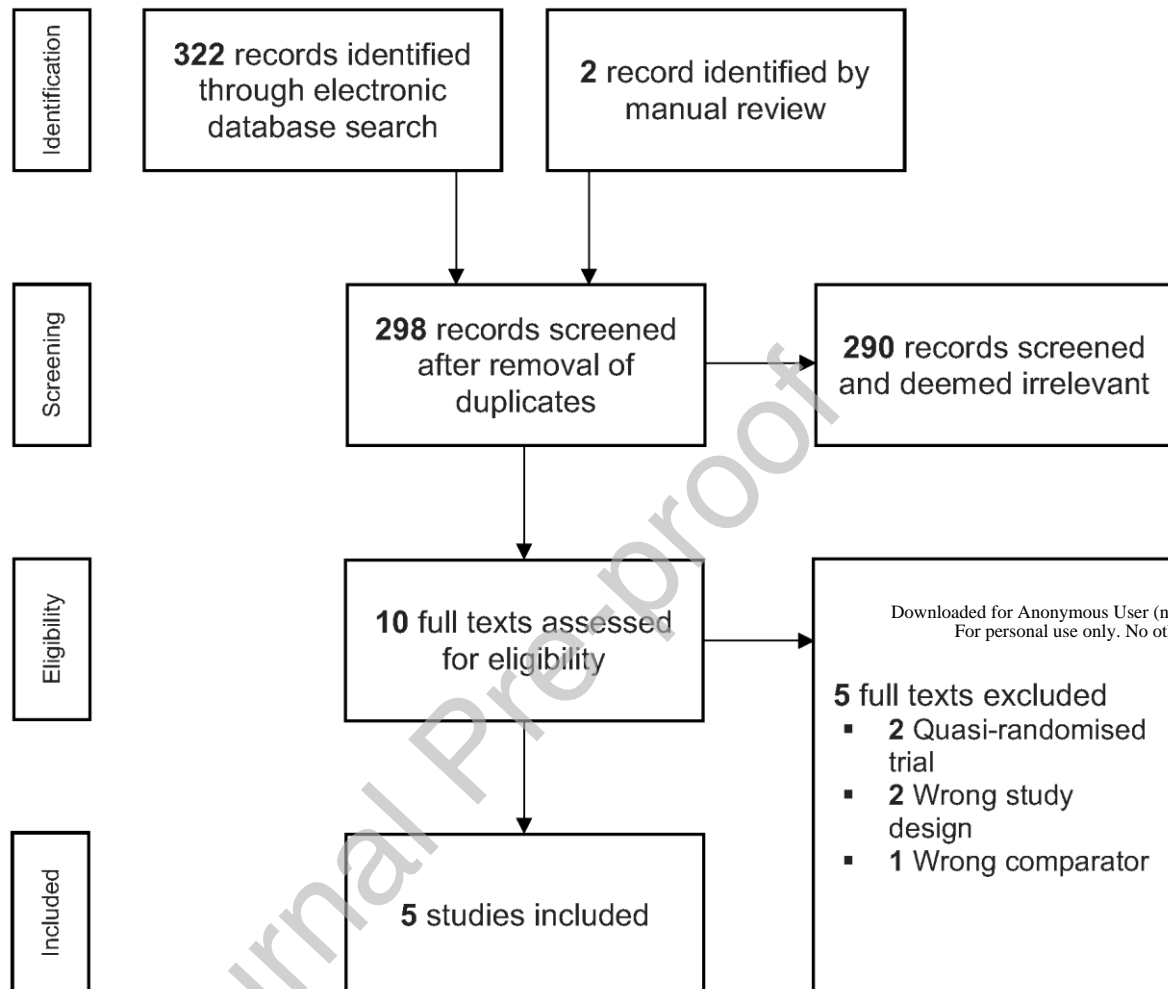 Identification
322 records identified
through electronic
database search
2 record identified by
manual review
Screening
298 records screened
after removal of
duplicates
290 records screened
and deemed irrelevant
Eligibility
10 full texts assessed
for eligibility
Downloaded for Anonymous User (n
For personal use only. No ot
5 full texts excluded
▪ 2 Quasi-randomised
trial
▪ 2 Wrong study
design
▪ 1 Wrong comparator
Included
5 studies included
urnal Pre-proof